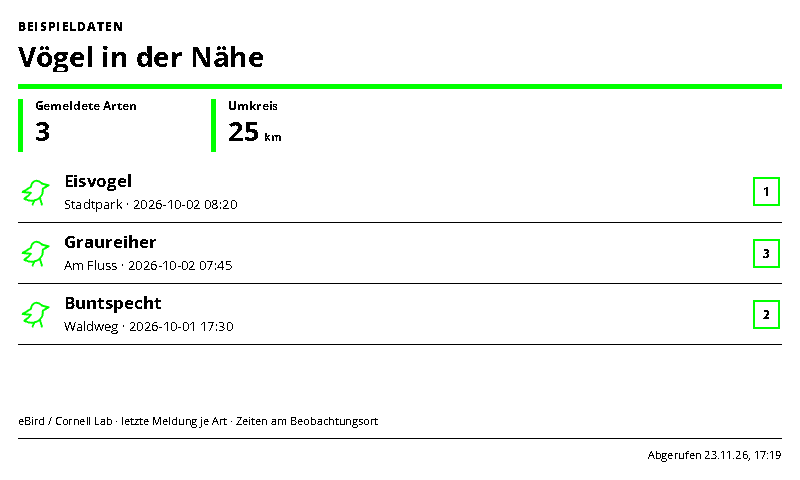 BEISPIELDATEN
Vögel in der Nähe
Gemeldete Arten
3
Umkreis
25 km
Eisvogel
Stadtpark · 2026-10-02 08:20
1
Graureiher
Am Fluss · 2026-10-02 07:45
3
Buntspecht
Waldweg · 2026-10-01 17:30
2
eBird / Cornell Lab · letzte Meldung je Art · Zeiten am Beobachtungsort
Abgerufen 23.11.26, 17:19